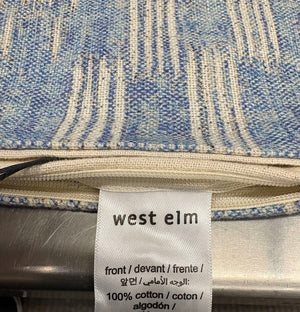 west elm
front / devant / frente /
앞면 / الوجه الأمامي:
100% cotton / coton /
algodón /